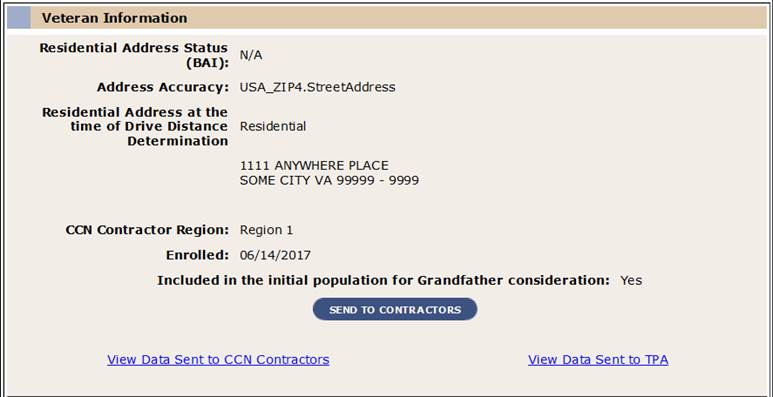 Veteran Information
Residential Address Status
(BAI): N/A
Address Accuracy: USA_ZIP4.StreetAddress
Residential Address at the
time of Drive Distance Residential
Determination
1111 ANYWHERE PLACE
SOME CITY VA 99999 - 9999
CCN Contractor Region: Region 1
Enrolled: 06/14/2017
Included in the initial population for Grandfather consideration: Yes
SEND TO CONTRACTORS
View Data Sent to CCN Contractors View Data Sent to TPA